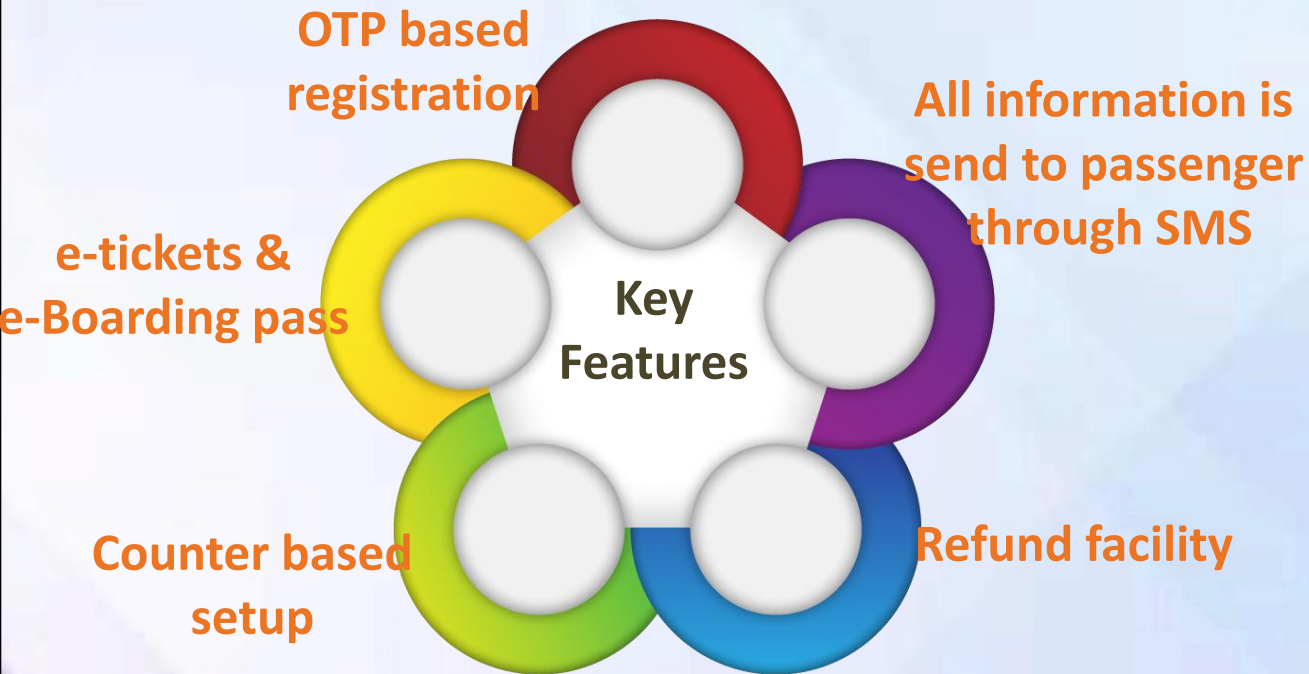 OTP based
registration
All information is
send to passenger
through SMS
e-tickets &
e-Boarding pass
Key
Features
Counter based
setup
Refund facility